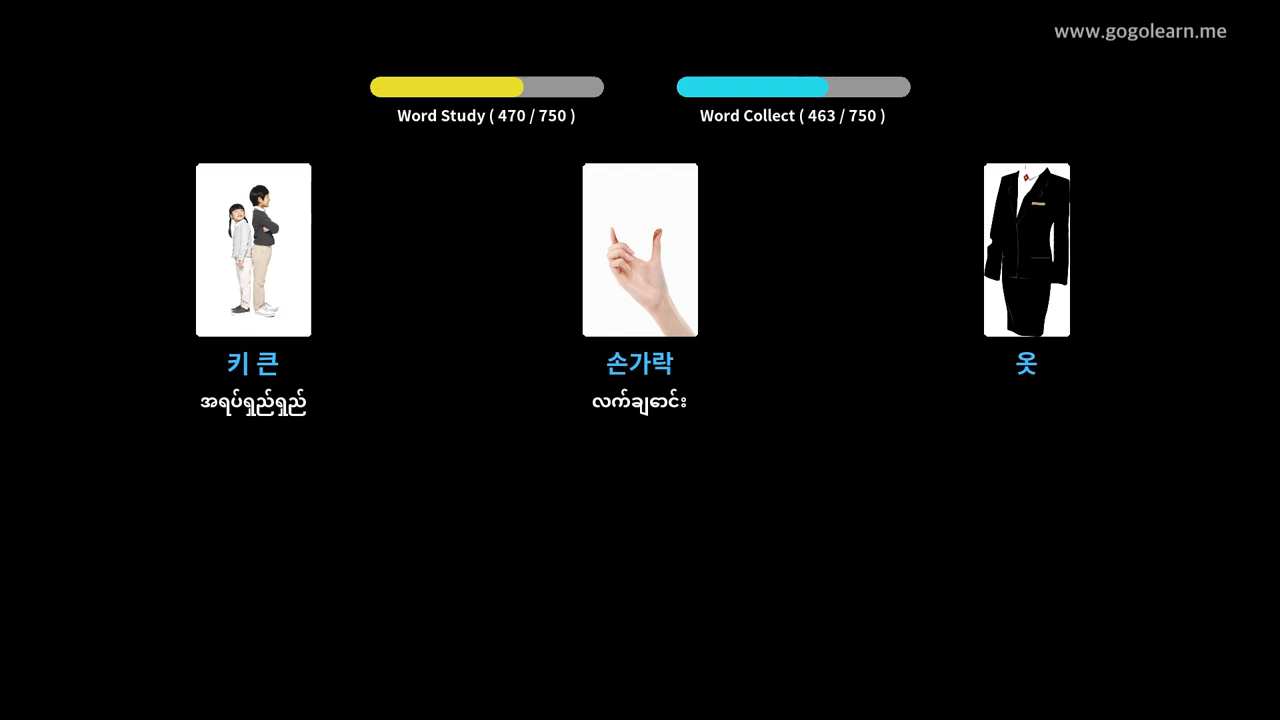 www.gogolearn.me
Word Study ( 470 / 750 )
Word Collect ( 463 / 750 )
키 큰
အရပ်ရှည်ရှည်
손가락
လက်ချောင်း
옷